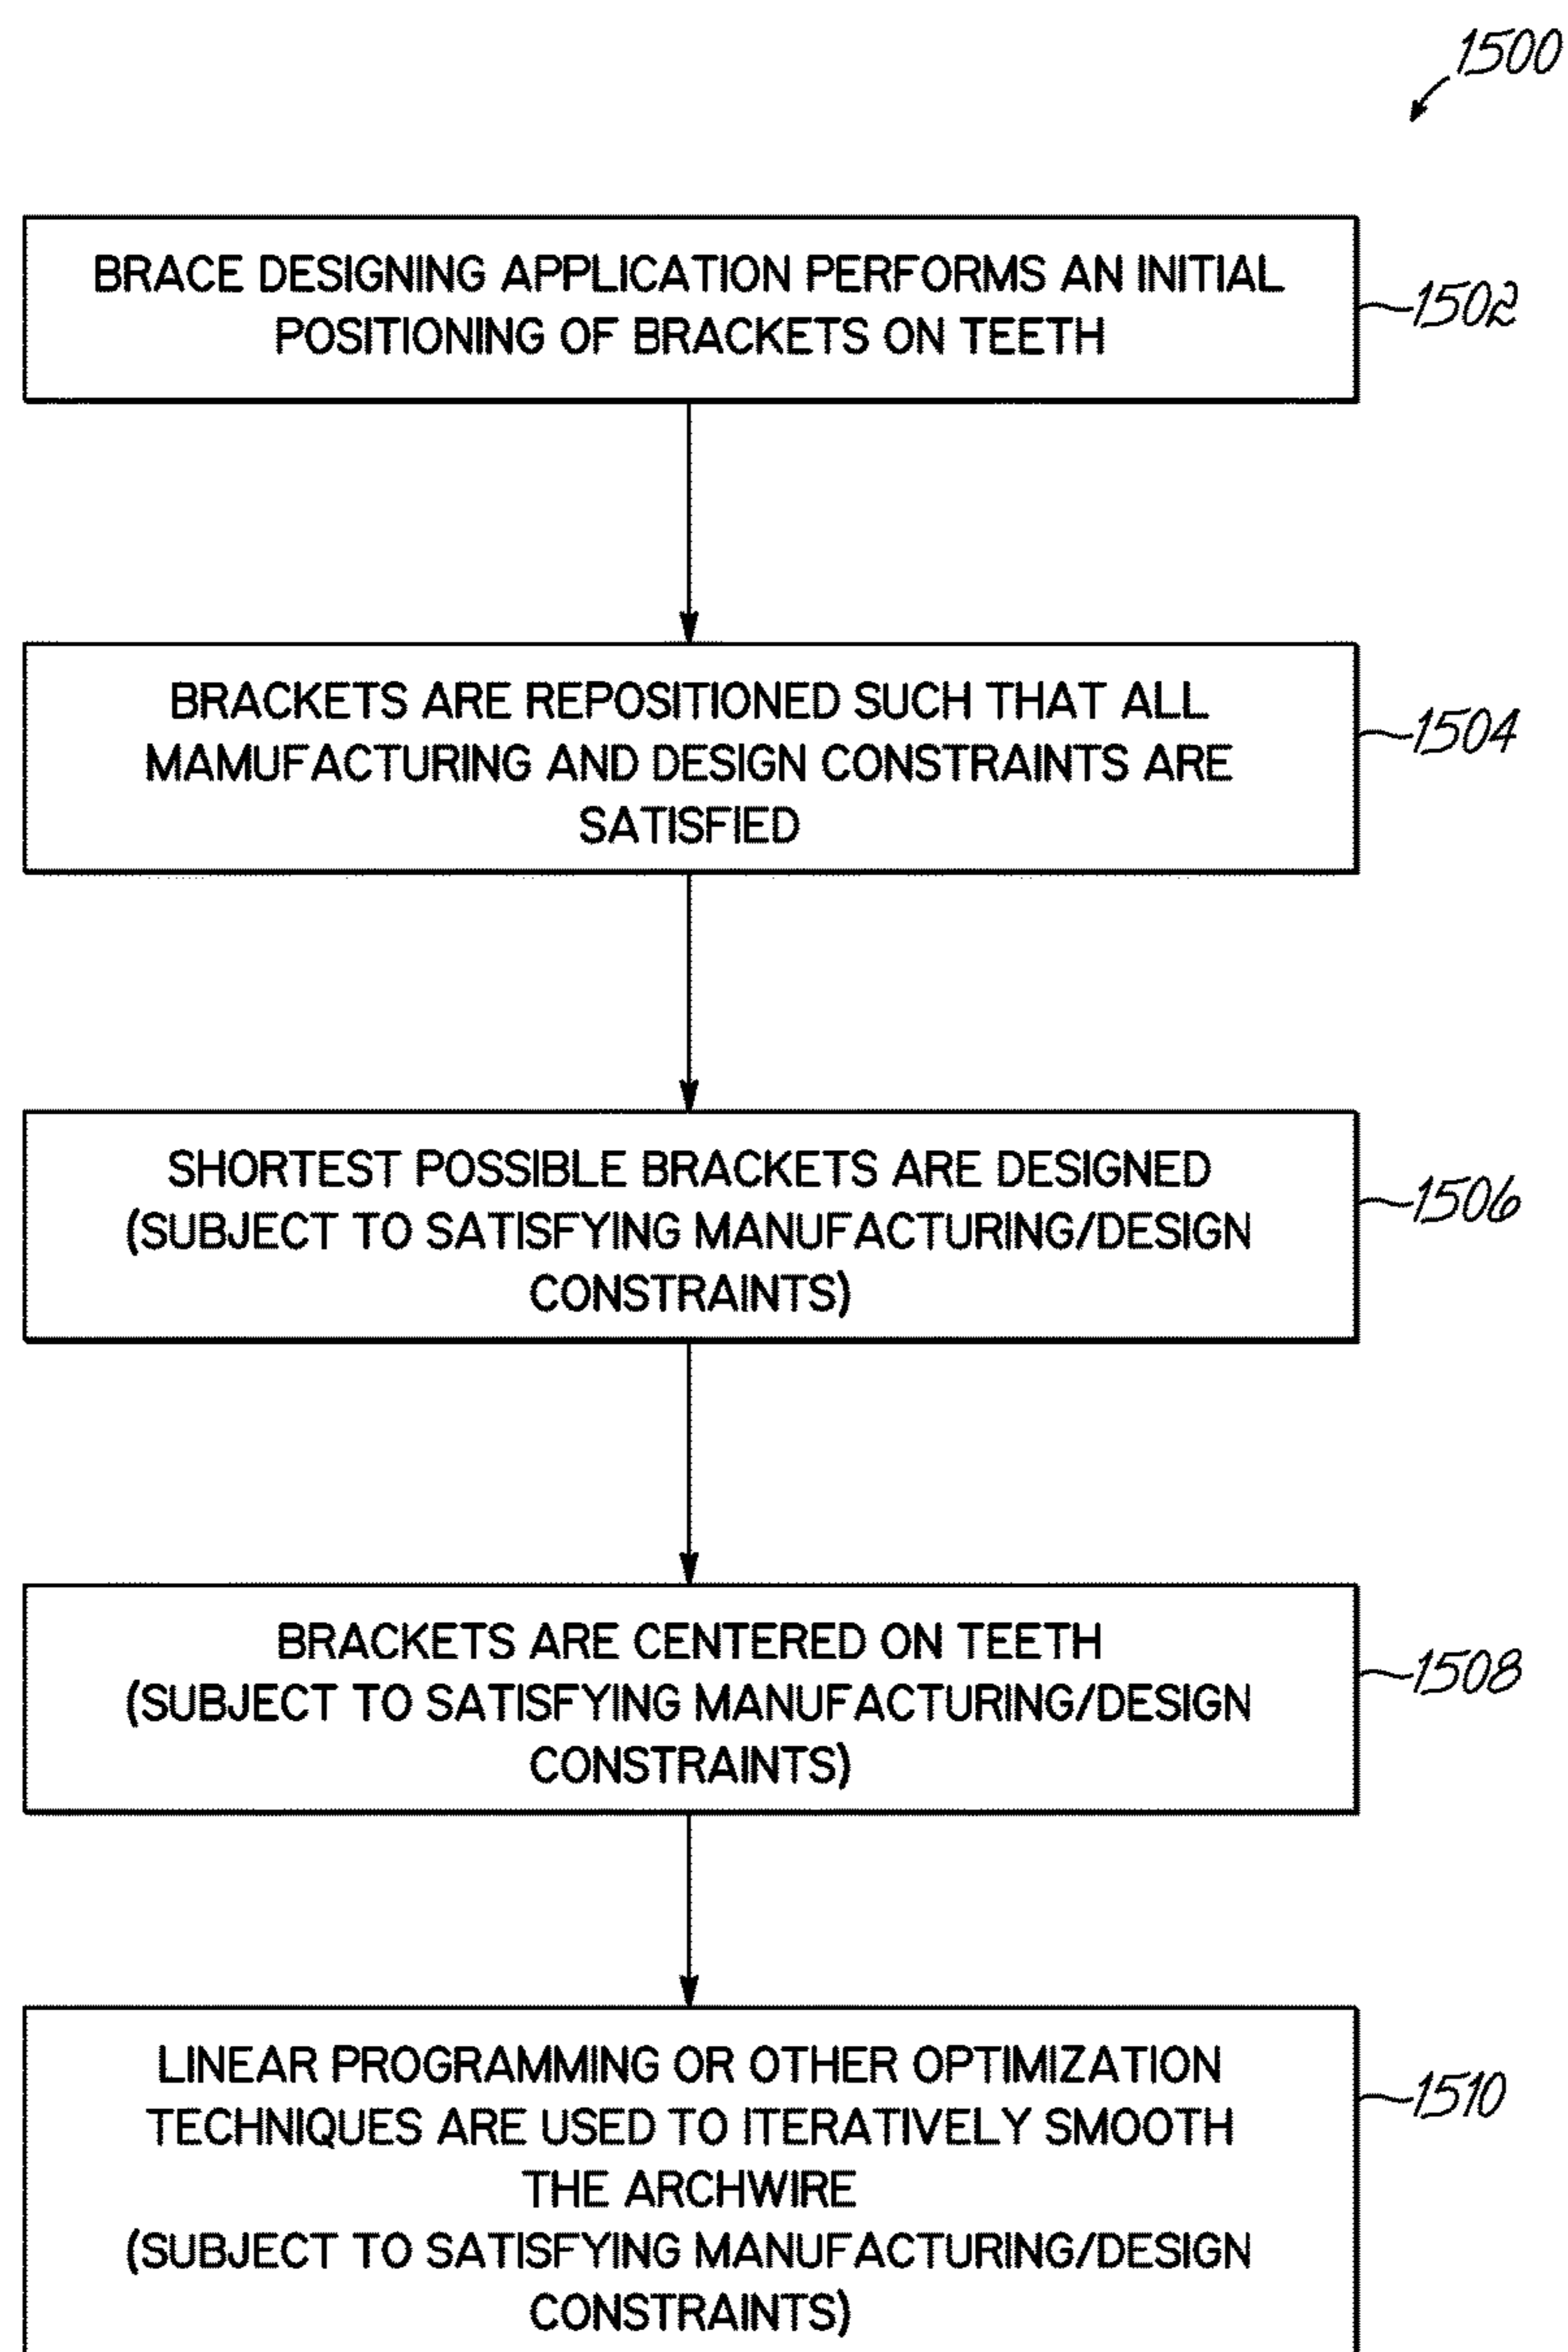 1500
BRACE DESIGNING APPLICATION PERFORMS AN INITIAL
POSITIONING OF BRACKETS ON TEETH
1502
BRACKETS ARE REPOSITIONED SUCH THAT ALL
MAMUFACTURING AND DESIGN CONSTRAINTS ARE
SATISFIED
1504
SHORTEST POSSIBLE BRACKETS ARE DESIGNED
(SUBJECT TO SATISFYING MANUFACTURING/DESIGN
CONSTRAINTS)
1506
BRACKETS ARE CENTERED ON TEETH
(SUBJECT TO SATISFYING MANUFACTURING/DESIGN
CONSTRAINTS)
1508
LINEAR PROGRAMMING OR OTHER OPTIMIZATION
TECHNIQUES ARE USED TO ITERATIVELY SMOOTH
THE ARCHWIRE
(SUBJECT TO SATISFYING MANUFACTURING/DESIGN
CONSTRAINTS)
1510